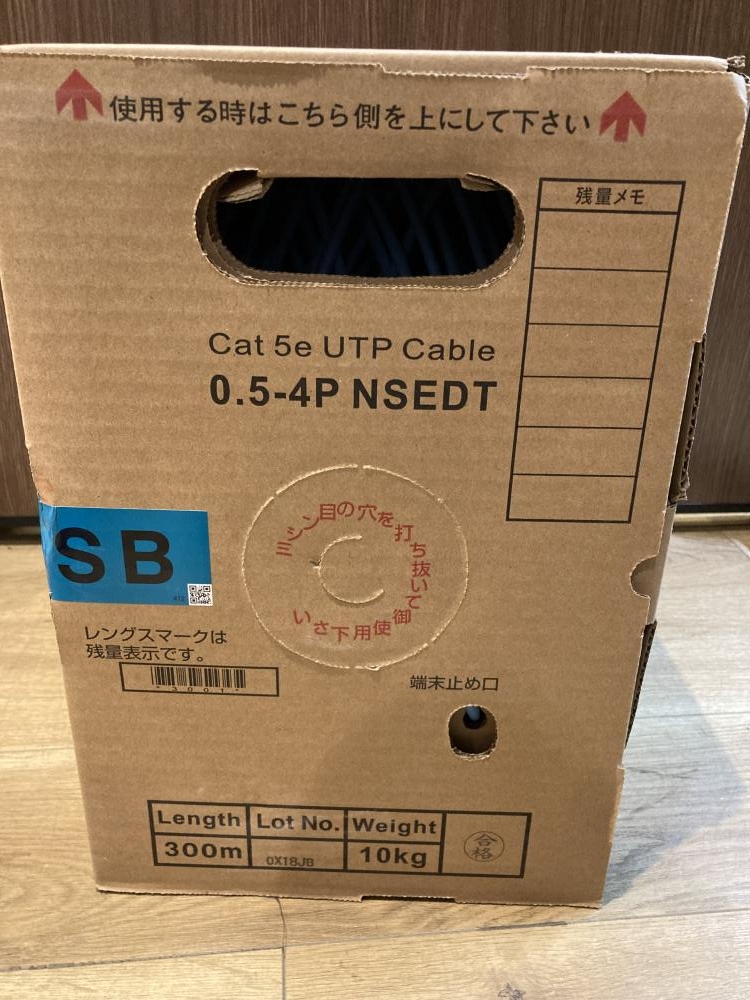 使用する時はこちら側を上にして下さい
残量メモ
Cat 5e UTP Cable
0.5-4P NSEDT
ミシン目の穴を打ち抜いて御使用下さい
SB
レングスマークは
残量表示です。
*3001*
端末止め口
Length Lot No. Weight
300m 0X18JB 10kg
合格